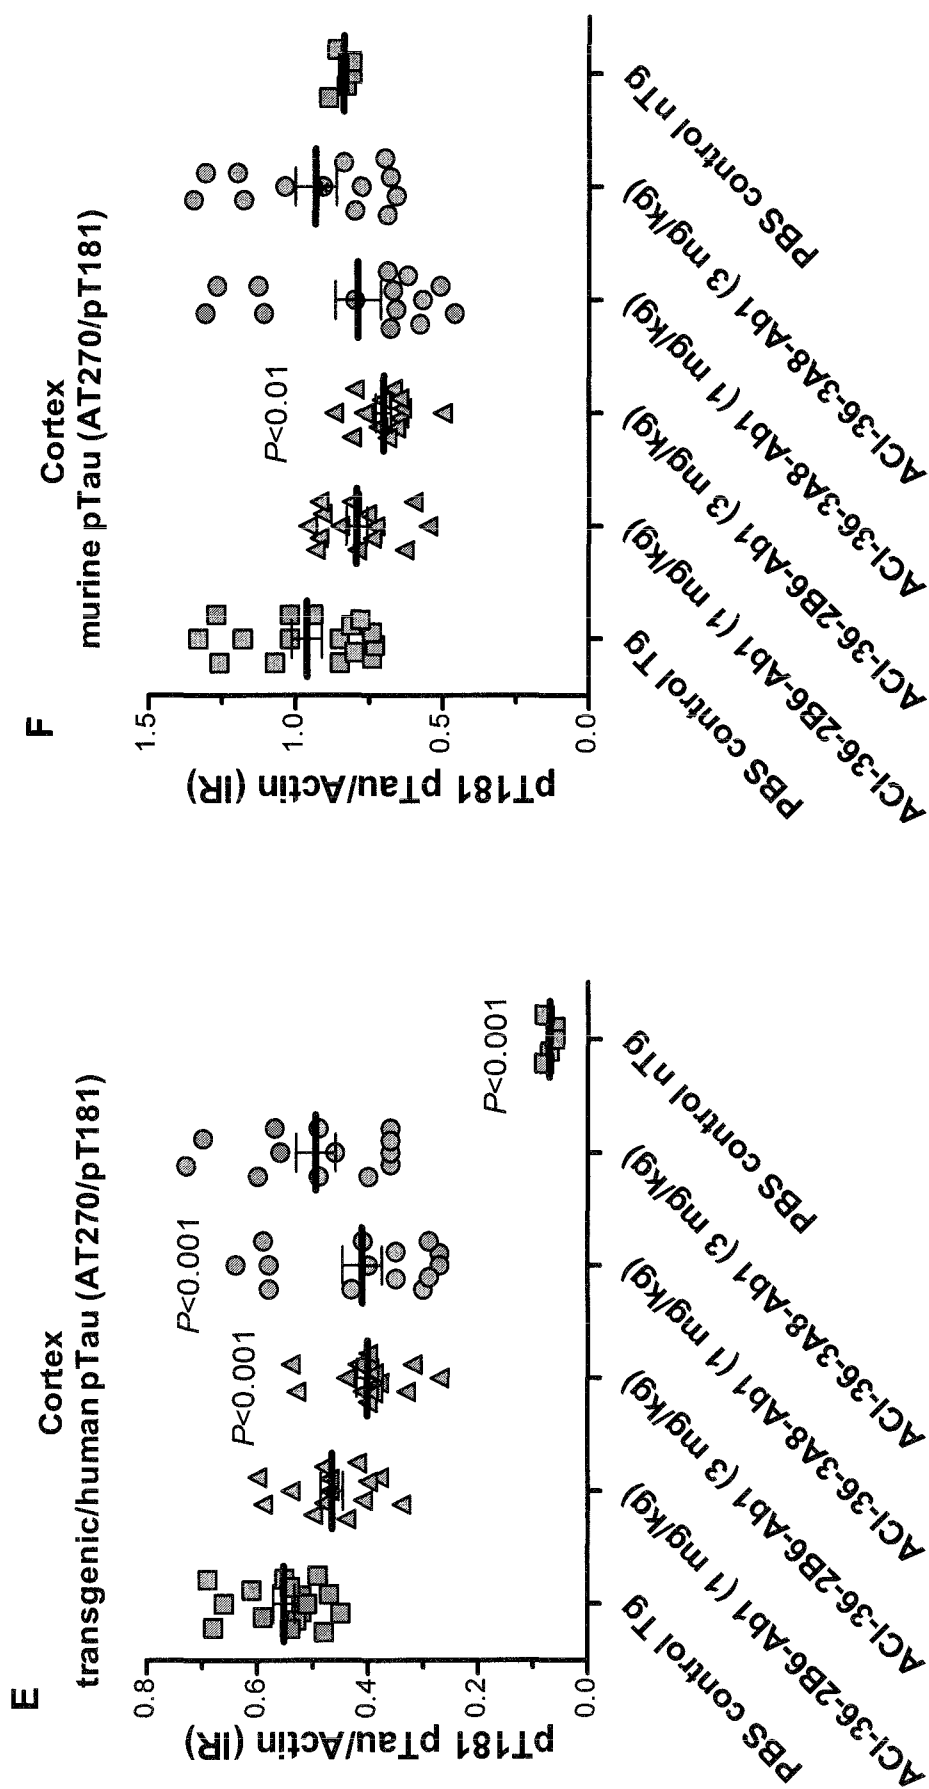 E
Cortex
transgenic/human pTau (AT270/pT181)
pT181 pTau/Actin (IR)
0.8
0.6
0.4
0.2
0.0
P<0.001
P<0.001
P<0.001
PBS control Tg
ACI-36-2B6-Ab1 (1 mg/kg)
ACI-36-2B6-Ab1 (3 mg/kg)
ACI-36-3A8-Ab1 (1 mg/kg)
ACI-36-3A8-Ab1 (3 mg/kg)
PBS control nTg
F
Cortex
murine pTau (AT270/pT181)
pT181 pTau/Actin (IR)
1.5
1.0
0.5
0.0
P<0.01
PBS control Tg
ACI-36-2B6-Ab1 (1 mg/kg)
ACI-36-2B6-Ab1 (3 mg/kg)
ACI-36-3A8-Ab1 (1 mg/kg)
ACI-36-3A8-Ab1 (3 mg/kg)
PBS control nTg